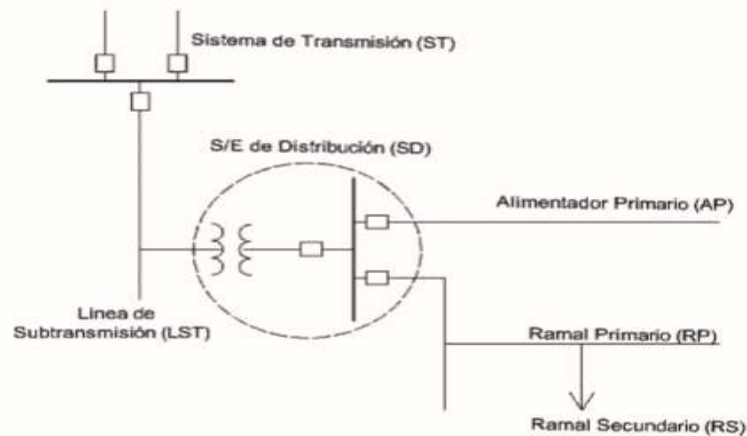 Sistema de Transmisión (ST)
S/E de Distribución (SD)
Alimentador Primario (AP)
Linea de
Subtransmisión (LST)
Ramal Primario (RP)
Ramal Secundario (RS)